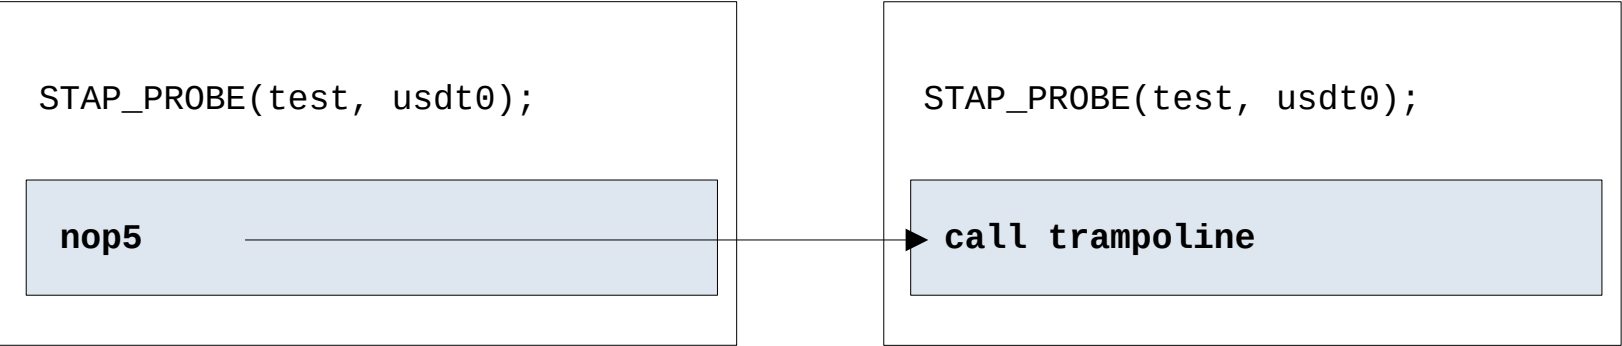 STAP_PROBE(test, usdt0);
nop5
STAP_PROBE(test, usdt0);
call trampoline